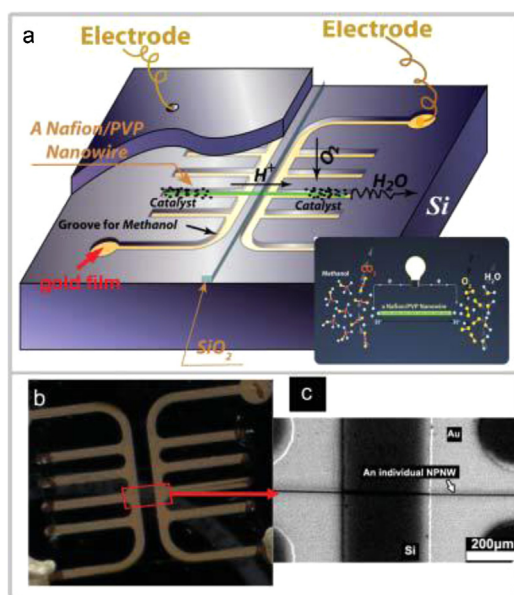 a
Electrode
Electrode
A Nafion/PVP
Nanowire
H+
O2
H2O
Catalyst
Catalyst
Groove for Methanol
Si
gold film
SiO2
Methanol
H2O
a Nafion/PVP Nanowire
b
c
Au
An individual NPNW
Si
200μm